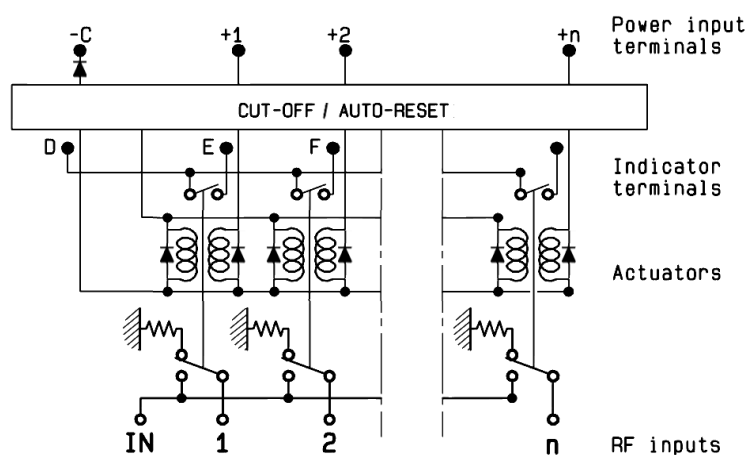 -C +1 +2 +n Power input
terminals
CUT-OFF / AUTO-RESET
D E F Indicator
terminals
Actuators
IN 1 2 n RF inputs